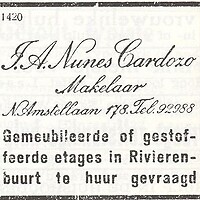 1420
J.A. Nunes Cardozo
Makelaar
N. Amstellaan 178. Tel. 92988
Gemeubileerde of gestof-
feerde etages in Rivieren-
buurt te huur gevraagd